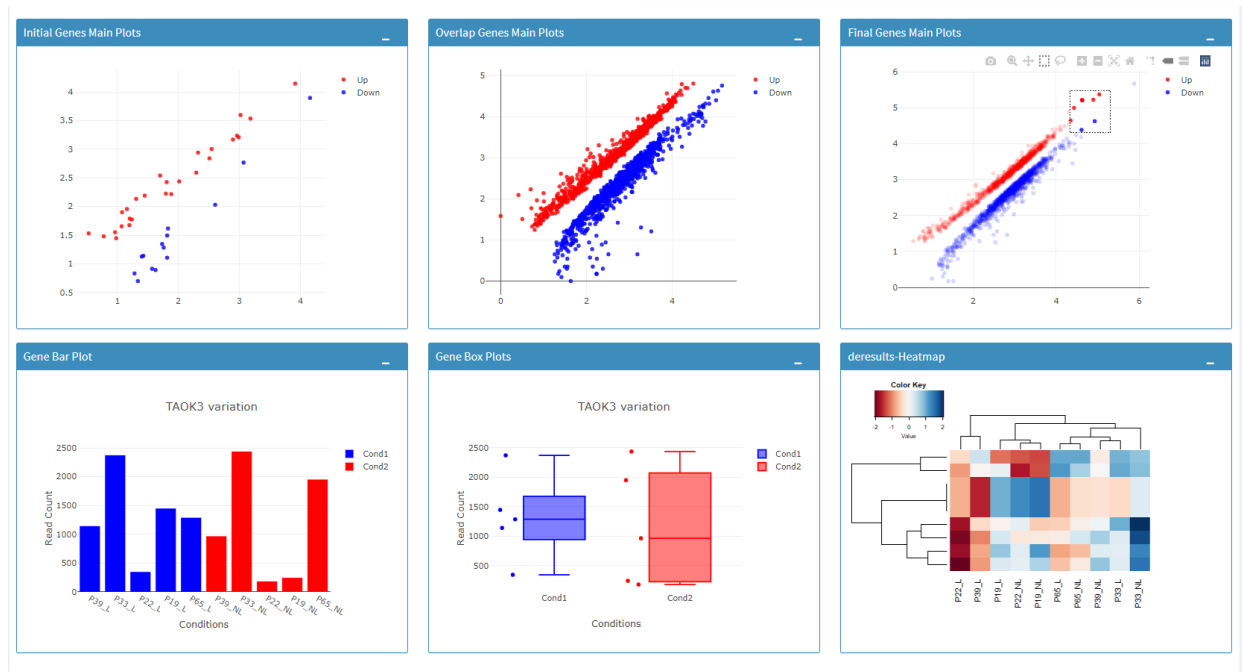 Initial Genes Main Plots
Up
Down
4
3.5
3
2.5
2
1.5
1
0.5
1
2
3
4
Overlap Genes Main Plots
Up
Down
5
4
3
2
1
0
0
2
4
Final Genes Main Plots
Up
Down
6
5
4
3
2
1
0
2
4
6
Gene Bar Plot
TAOK3 variation
Cond1
Cond2
Read Count
2500
2000
1500
1000
500
0
P39_L
P33_L
P22_L
P19_L
P65_L
P39_NL
P33_NL
P22_NL
P19_NL
P65_NL
Conditions
Gene Box Plots
TAOK3 variation
Cond1
Cond2
Read Count
2500
2000
1500
1000
500
Cond1
Cond2
Conditions
deresults-Heatmap
Color Key
-2 -1 0 1 2
Value
P22_L
P39_L
P19_L
P22_NL
P19_NL
P65_L
P65_NL
P39_NL
P33_L
P33_NL